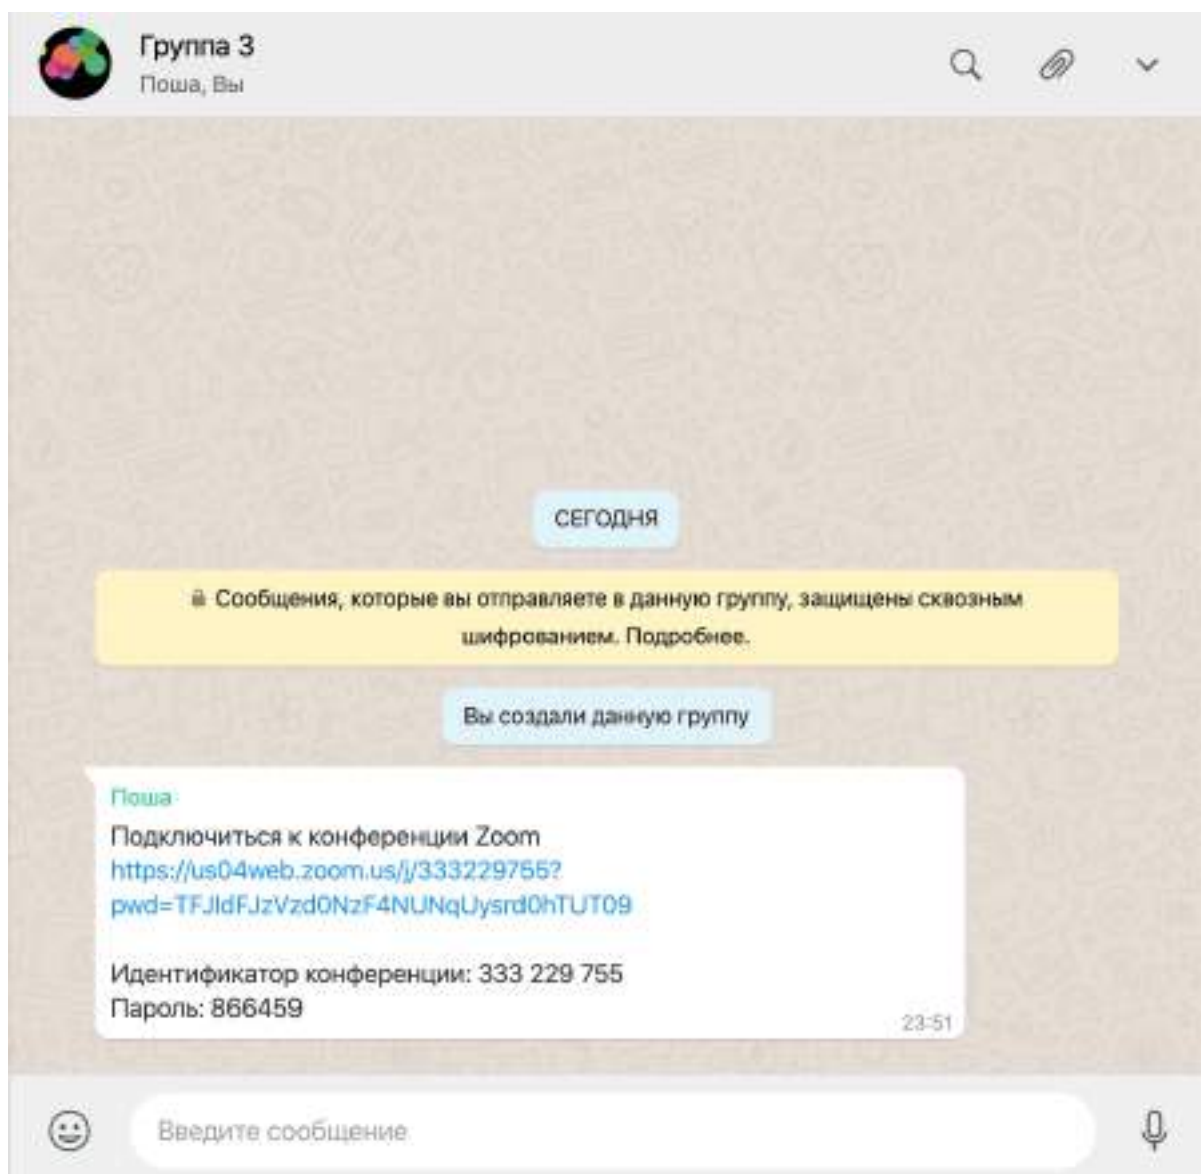 Группа 3
Поша, Вы
СЕГОДНЯ
Сообщения, которые вы отправляете в данную группу, защищены сквозным
шифрованием. Подробнее.
Вы создали данную группу
Поша
Подключиться к конференции Zoom
https://us04web.zoom.us/j/333229755?
pwd=TFJldFJzVzd0NzF4NUNqUysrd0hTUT09
Идентификатор конференции: 333 229 755
Пароль: 866459
23:51
Введите сообщение